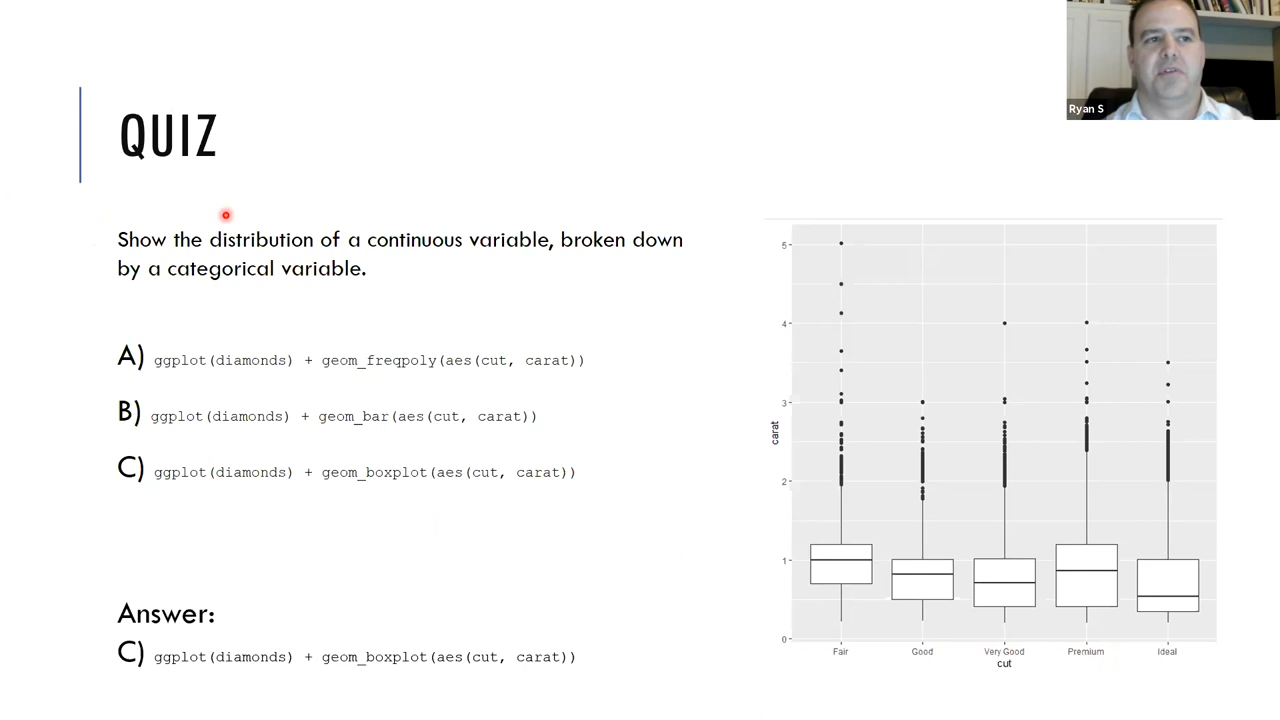 Ryan S
QUIZ
Show the distribution of a continuous variable, broken down
by a categorical variable.
A) ggplot(diamonds) + geom_freqpoly(aes(cut, carat))
B) ggplot(diamonds) + geom_bar(aes(cut, carat))
C) ggplot(diamonds) + geom_boxplot(aes(cut, carat))
Answer:
C) ggplot(diamonds) + geom_boxplot(aes(cut, carat))
5
4
3
carat
2
1
0
Fair Good Very Good Premium Ideal
cut